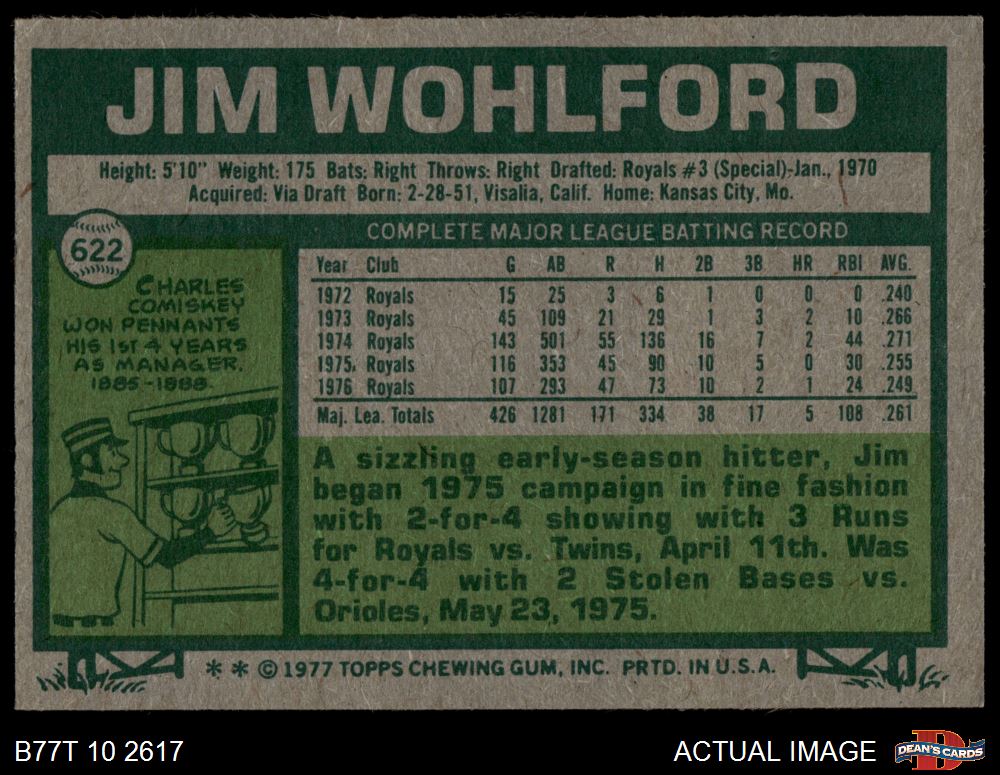 JIM WOHLFORD
Height: 5'10" Weight: 175 Bats: Right Throws: Right Drafted: Royals #3 (Special)-Jan., 1970
Acquired: Via Draft Born: 2-28-51, Visalia, Calif. Home: Kansas City, Mo.
622
CHARLES
COMISKEY
WON PENNANTS
HIS 1ST 4 YEARS
AS MANAGER.
1885-1888.
COMPLETE MAJOR LEAGUE BATTING RECORD
Year Club G AB R H 2B 3B HR RBI AVG.
1972 Royals 15 25 3 6 1 0 0 0 .240
1973 Royals 45 109 21 29 1 3 2 10 .266
1974 Royals 143 501 55 136 16 7 2 44 .271
1975 Royals 116 353 45 90 10 5 0 30 .255
1976 Royals 107 293 47 73 10 2 1 24 .249
Maj. Lea. Totals 426 1281 171 334 38 17 5 108 .261
A sizzling early-season hitter, Jim
began 1975 campaign in fine fashion
with 2-for-4 showing with 3 Runs
for Royals vs. Twins, April 11th. Was
4-for-4 with 2 Stolen Bases vs.
Orioles, May 23, 1975.
** © 1977 TOPPS CHEWING GUM, INC. PRTD. IN U.S.A.
B77T 10 2617
ACTUAL IMAGE
D
DEAN'S CARDS